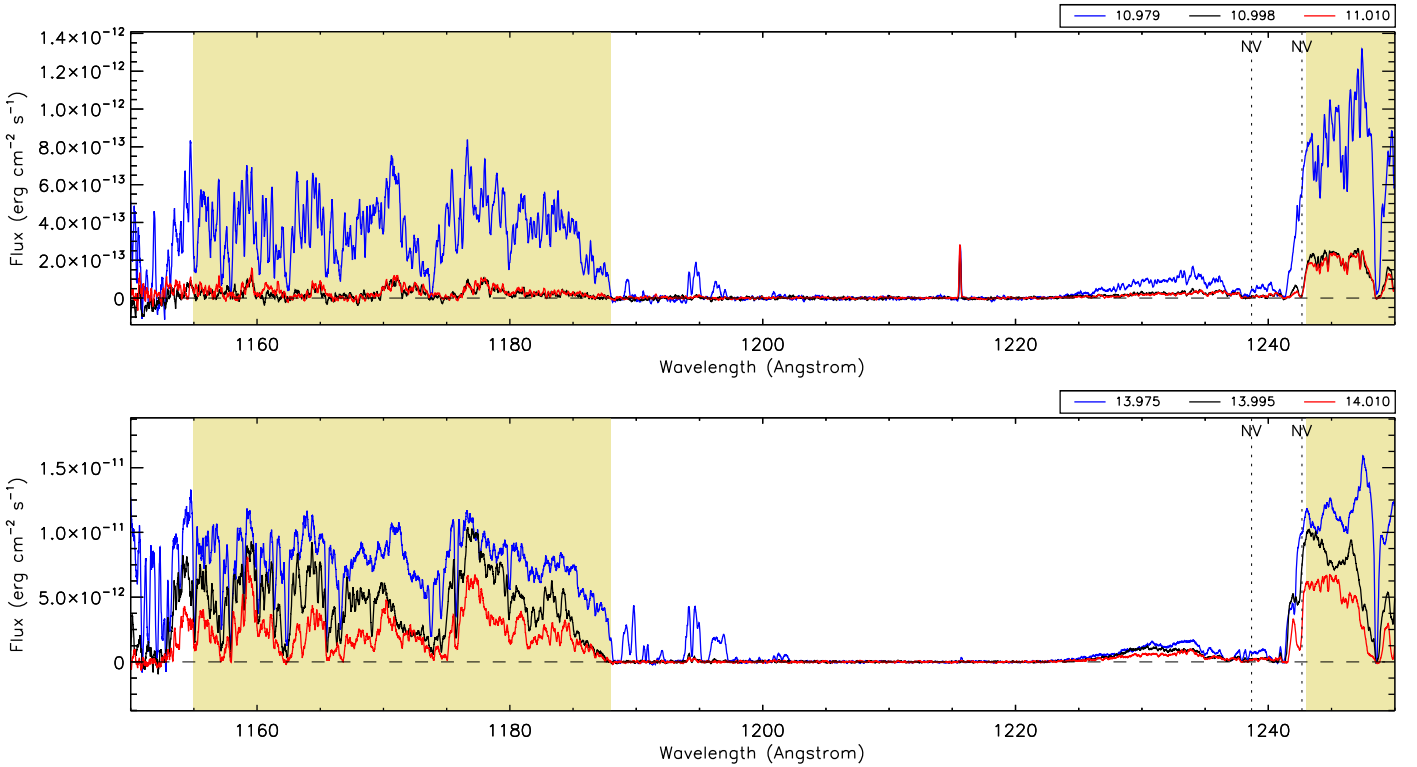 10.979 10.998 11.010
NV NV
1.4×10⁻¹²
1.2×10⁻¹²
1.0×10⁻¹²
8.0×10⁻¹³
6.0×10⁻¹³
4.0×10⁻¹³
2.0×10⁻¹³
0
Flux (erg cm⁻² s⁻¹)
1160 1180 1200 1220 1240
Wavelength (Angstrom)
13.975 13.995 14.010
NV NV
1.5×10⁻¹¹
1.0×10⁻¹¹
5.0×10⁻¹²
0
Flux (erg cm⁻² s⁻¹)
1160 1180 1200 1220 1240
Wavelength (Angstrom)